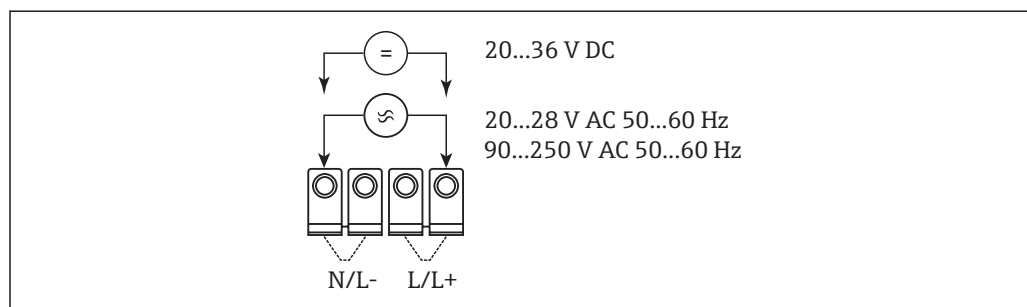 =
20...36 V DC
20...28 V AC 50...60 Hz
90...250 V AC 50...60 Hz
N/L- L/L+